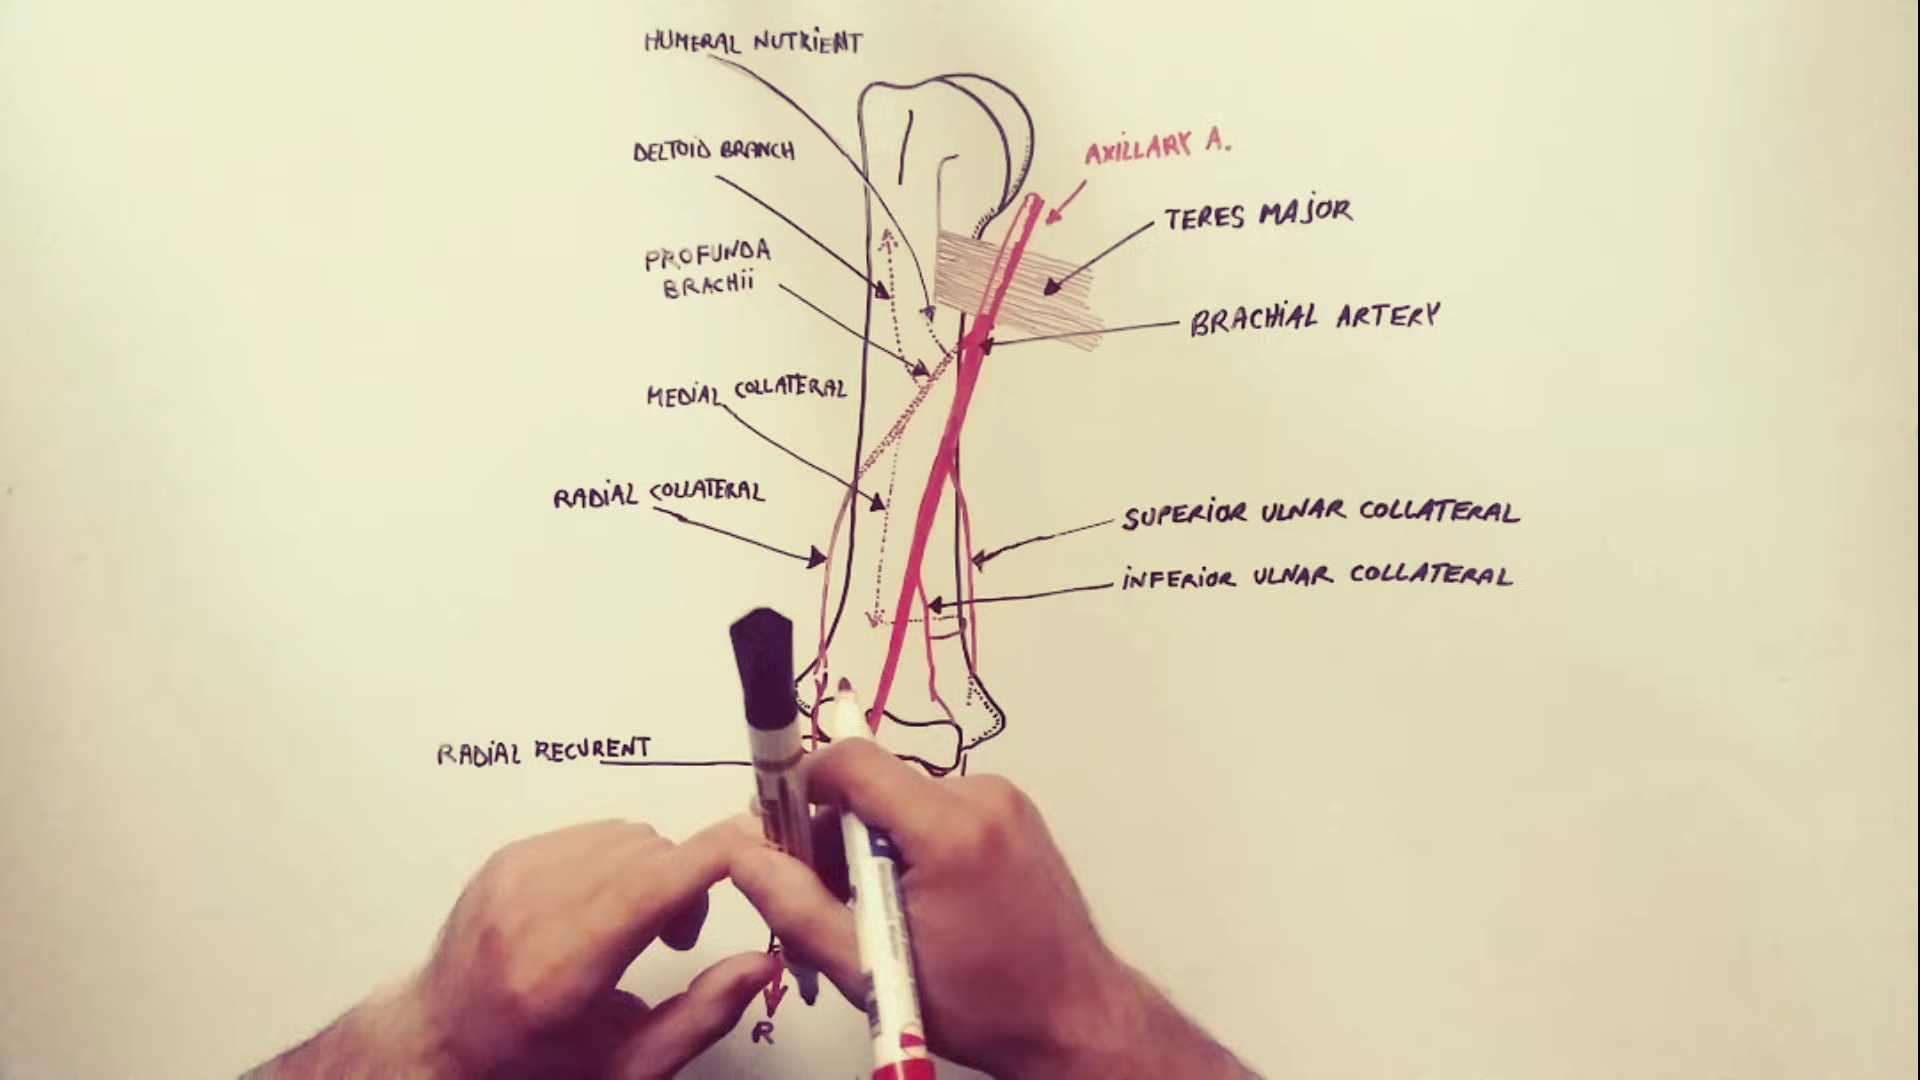 HUMERAL NUTRIENT
DELTOID BRANCH
AXILLARY A.
TERES MAJOR
PROFUNDA
BRACHII
BRACHIAL ARTERY
MEDIAL COLLATERAL
RADIAL COLLATERAL
SUPERIOR ULNAR COLLATERAL
INFERIOR ULNAR COLLATERAL
RADIAL RECURENT
R